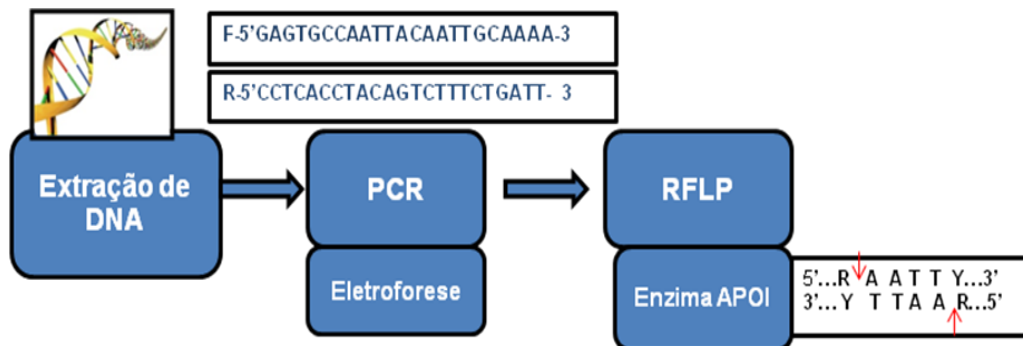 F-5'GAGTGCCAATTACAATTGCAAAA-3
R-5'CCTCACCTACAGTCTTTCTGATT- 3
Extração de
DNA
PCR
RFLP
Eletroforese
Enzima APOI
5'...R A A T T Y...3'
3'...Y T T A A R...5'